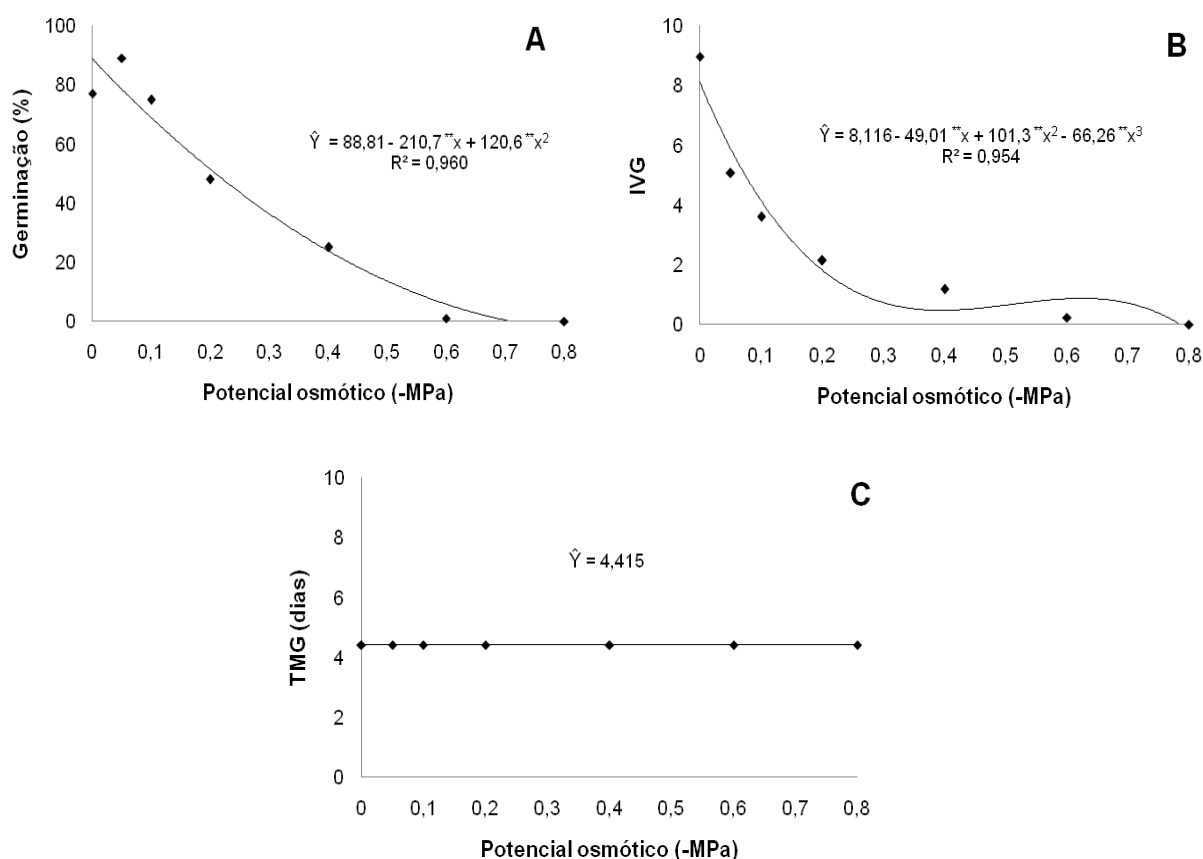 A
Germinação (%)
100
80
60
40
20
0
Ŷ = 88,81 - 210,7 **x + 120,6 **x²
R² = 0,960
0 0,1 0,2 0,3 0,4 0,5 0,6 0,7 0,8
Potencial osmótico (-MPa)
B
IVG
10
8
6
4
2
0
Ŷ = 8,116 - 49,01 **x + 101,3 **x² - 66,26 **x³
R² = 0,954
0 0,1 0,2 0,3 0,4 0,5 0,6 0,7 0,8
Potencial osmótico (-MPa)
C
TMG (dias)
10
8
6
4
2
0
Ŷ = 4,415
0 0,1 0,2 0,3 0,4 0,5 0,6 0,7 0,8
Potencial osmótico (-MPa)